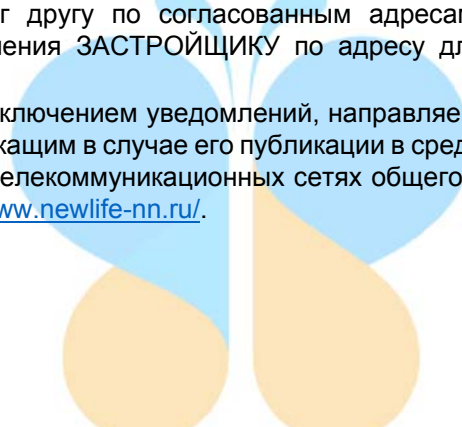 г другу по согласованным адресам
ления ЗАСТРОЙЩИКУ по адресу дл
ключением уведомлений, направляе
кащим в случае его публикации в сред
елекоммуникационных сетях общего
ww.newlife-nn.ru/.